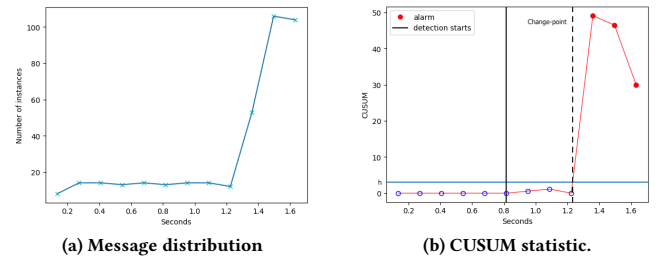 Number of instances
100
80
60
40
20
0.2 0.4 0.6 0.8 1.0 1.2 1.4 1.6
Seconds
(a) Message distribution
alarm
detection starts
Change-point
CUSUM
50
40
30
20
10
h
0
0.2 0.4 0.6 0.8 1.0 1.2 1.4 1.6
Seconds
(b) CUSUM statistic.